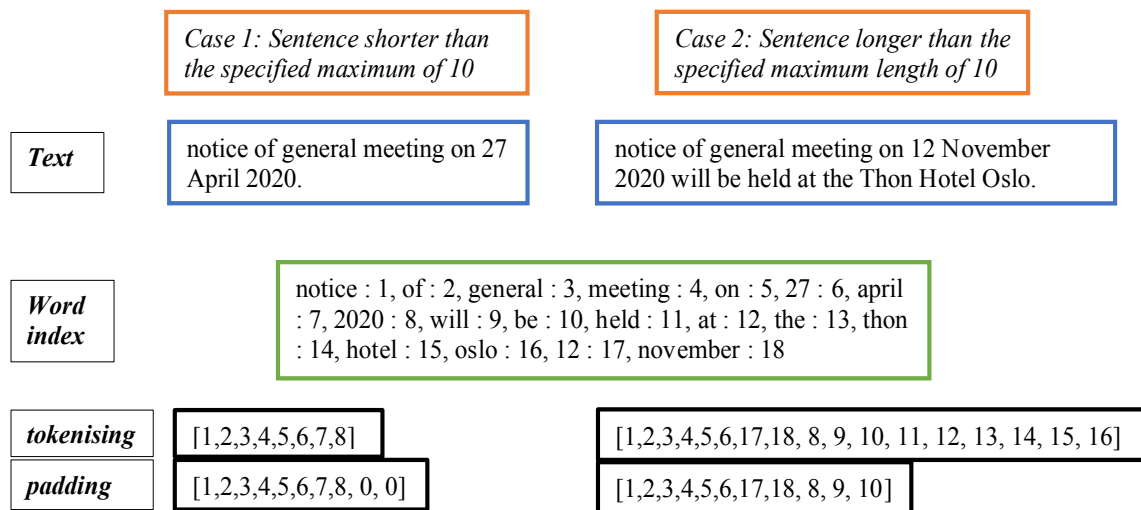 Case 1: Sentence shorter than
the specified maximum of 10
Case 2: Sentence longer than the
specified maximum length of 10
Text
notice of general meeting on 27
April 2020.
notice of general meeting on 12 November
2020 will be held at the Thon Hotel Oslo.
Word
index
notice : 1, of : 2, general : 3, meeting : 4, on : 5, 27 : 6, april
: 7, 2020 : 8, will : 9, be : 10, held : 11, at : 12, the : 13, thon
: 14, hotel : 15, oslo : 16, 12 : 17, november : 18
tokenising
[1,2,3,4,5,6,7,8]
[1,2,3,4,5,6,17,18, 8, 9, 10, 11, 12, 13, 14, 15, 16]
padding
[1,2,3,4,5,6,7,8, 0, 0]
[1,2,3,4,5,6,17,18, 8, 9, 10]